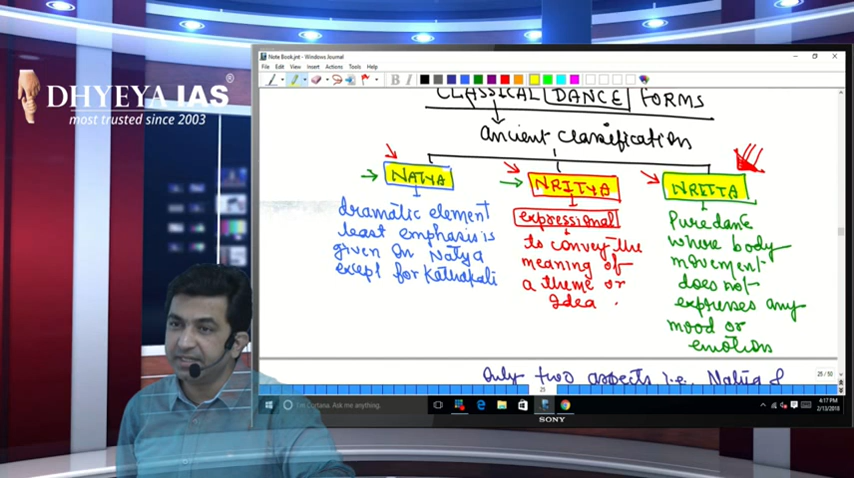 DHYEYA IAS®
most trusted since 2003
Note Book.jnt - Windows Journal
File Edit View Insert Actions Tools Help
B I
CLASSICAL DANCE FORMS
Ancient classification
NATYA
NRITYA
NRITTA
dramatic element
least emphasis is
given on Natya
except for Kathakali
expressional
to convey the
meaning of
a theme or
Idea.
Pure dance
where body
movement
does not
expresses any
mood or
emotion
Only two aspects i.e. Natya &
25 / 50
25
I'm Cortana. Ask me anything.
4:17 PM
2/13/2018
SONY